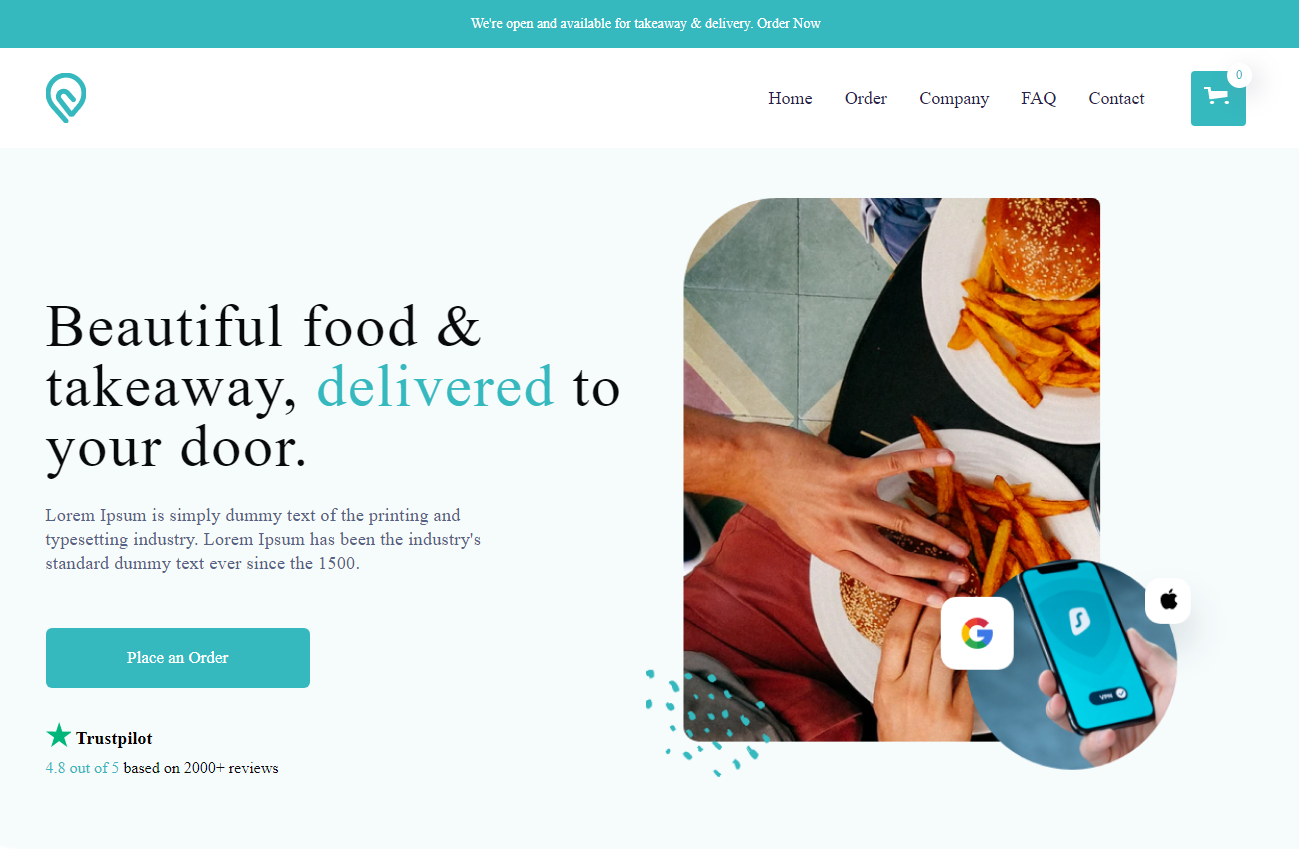 We're open and available for takeaway & delivery. Order Now
Home Order Company FAQ Contact
0
Beautiful food &
takeaway, delivered to
your door.
Lorem Ipsum is simply dummy text of the printing and
typesetting industry. Lorem Ipsum has been the industry's
standard dummy text ever since the 1500.
Place an Order
Trustpilot
4.8 out of 5 based on 2000+ reviews
G
S
VPN